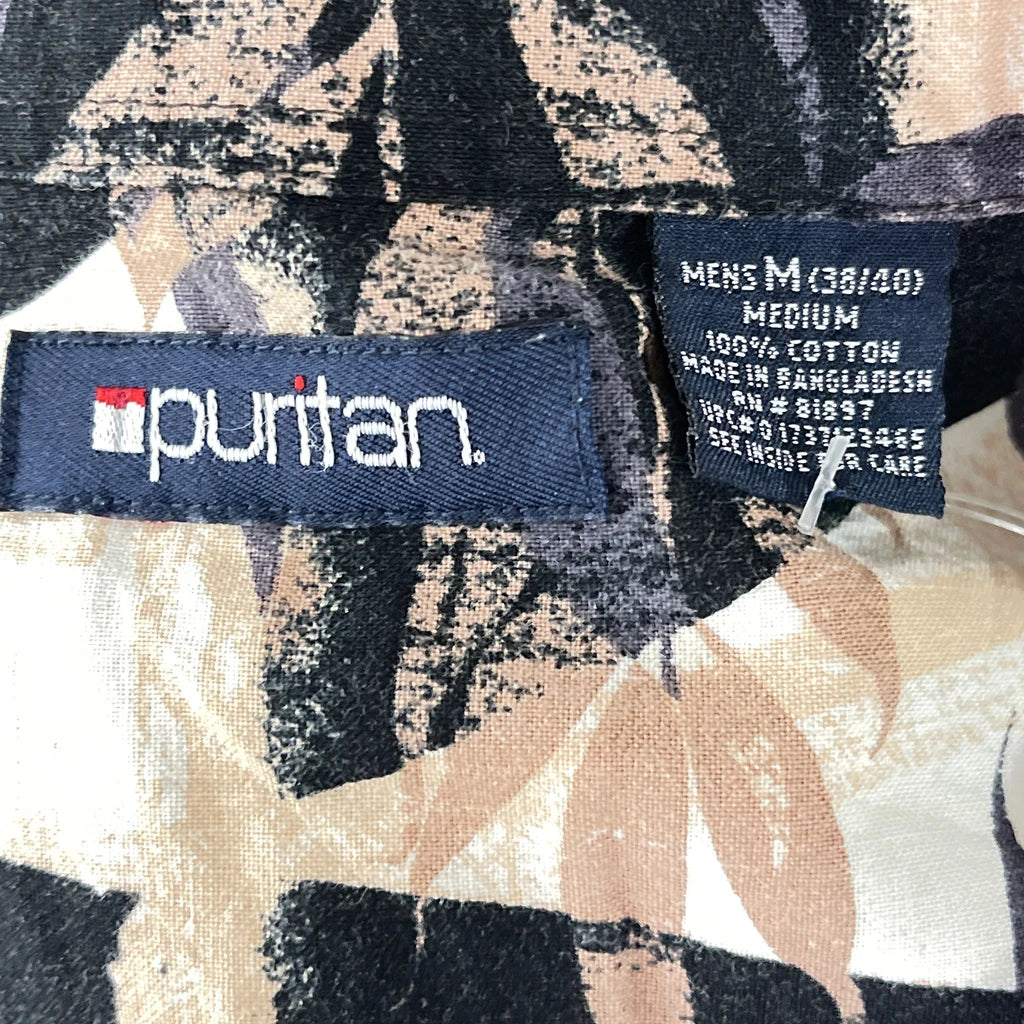 puritan.
MENS M (38/40)
MEDIUM
100% COTTON
MADE IN BANGLADESH
RN # 81897
SEE INSIDE FOR CARE